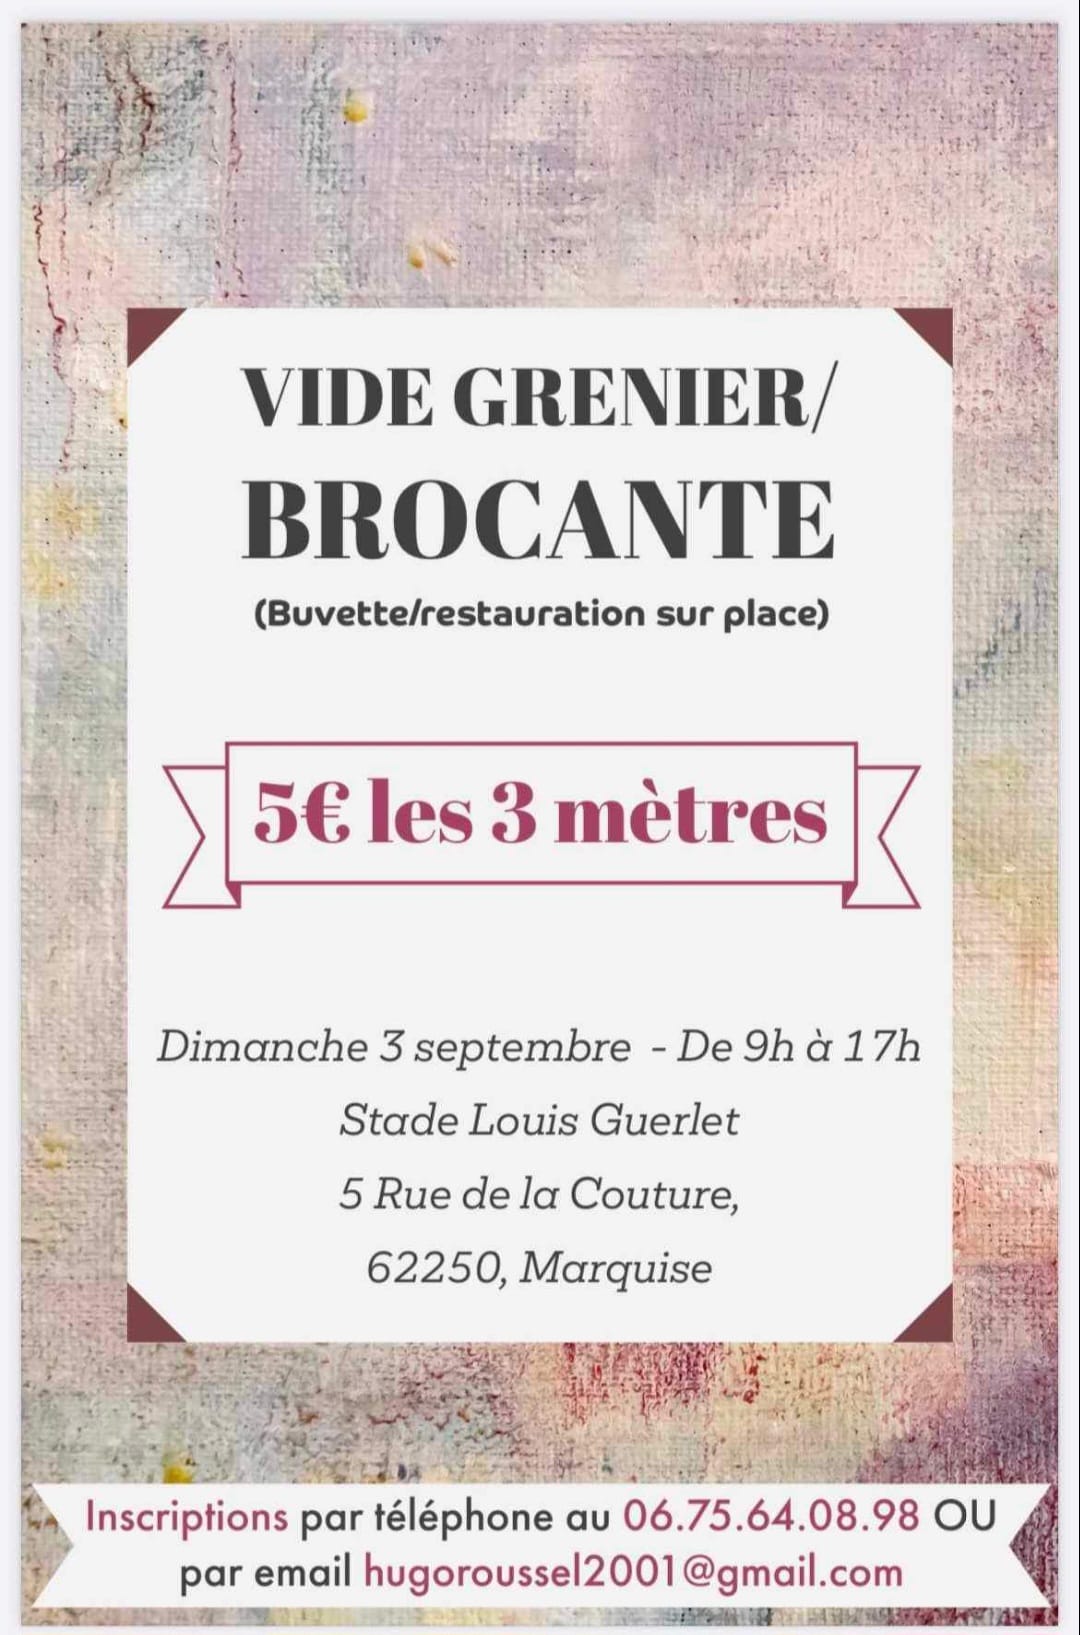 VIDE GRENIER/
BROCANTE
(Buvette/restauration sur place)
5€ les 3 mètres
Dimanche 3 septembre - De 9h à 17h
Stade Louis Guerlet
5 Rue de la Couture,
62250, Marquise
Inscriptions par téléphone au 06.75.64.08.98 OU
par email hugoroussel2001@gmail.com